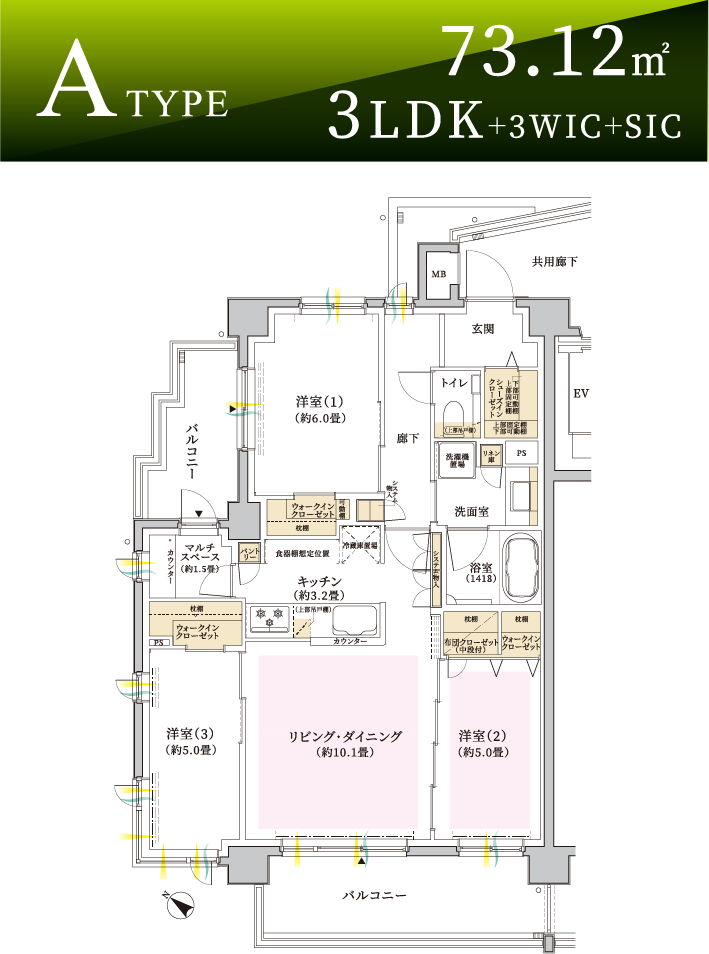 A TYPE
73.12㎡
3LDK+3WIC+SIC
共用廊下
MB
玄関
EV
洋室(1)
(約6.0畳)
トイレ
(上部吊戸棚)
シューズイン
クローゼット
上部固定棚
下部可動棚
上部固定棚
下部可動棚
廊下
バルコニー
洗濯機
置場
リネン
庫
PS
システム
物入
洗面室
ウォークイン
クローゼット
可動棚
枕棚
マルチ
スペース
(約1.5畳)
カウンター
パント
リー
食器棚想定位置
冷蔵庫置場
システム物入
浴室
(1418)
キッチン
(約3.2畳)
(上部吊戸棚)
カウンター
枕棚
ウォークイン
クローゼット
PS
枕棚
布団クローゼット
(中段付)
枕棚
ウォークイン
クローゼット
洋室(3)
(約5.0畳)
リビング・ダイニング
(約10.1畳)
洋室(2)
(約5.0畳)
N
バルコニー